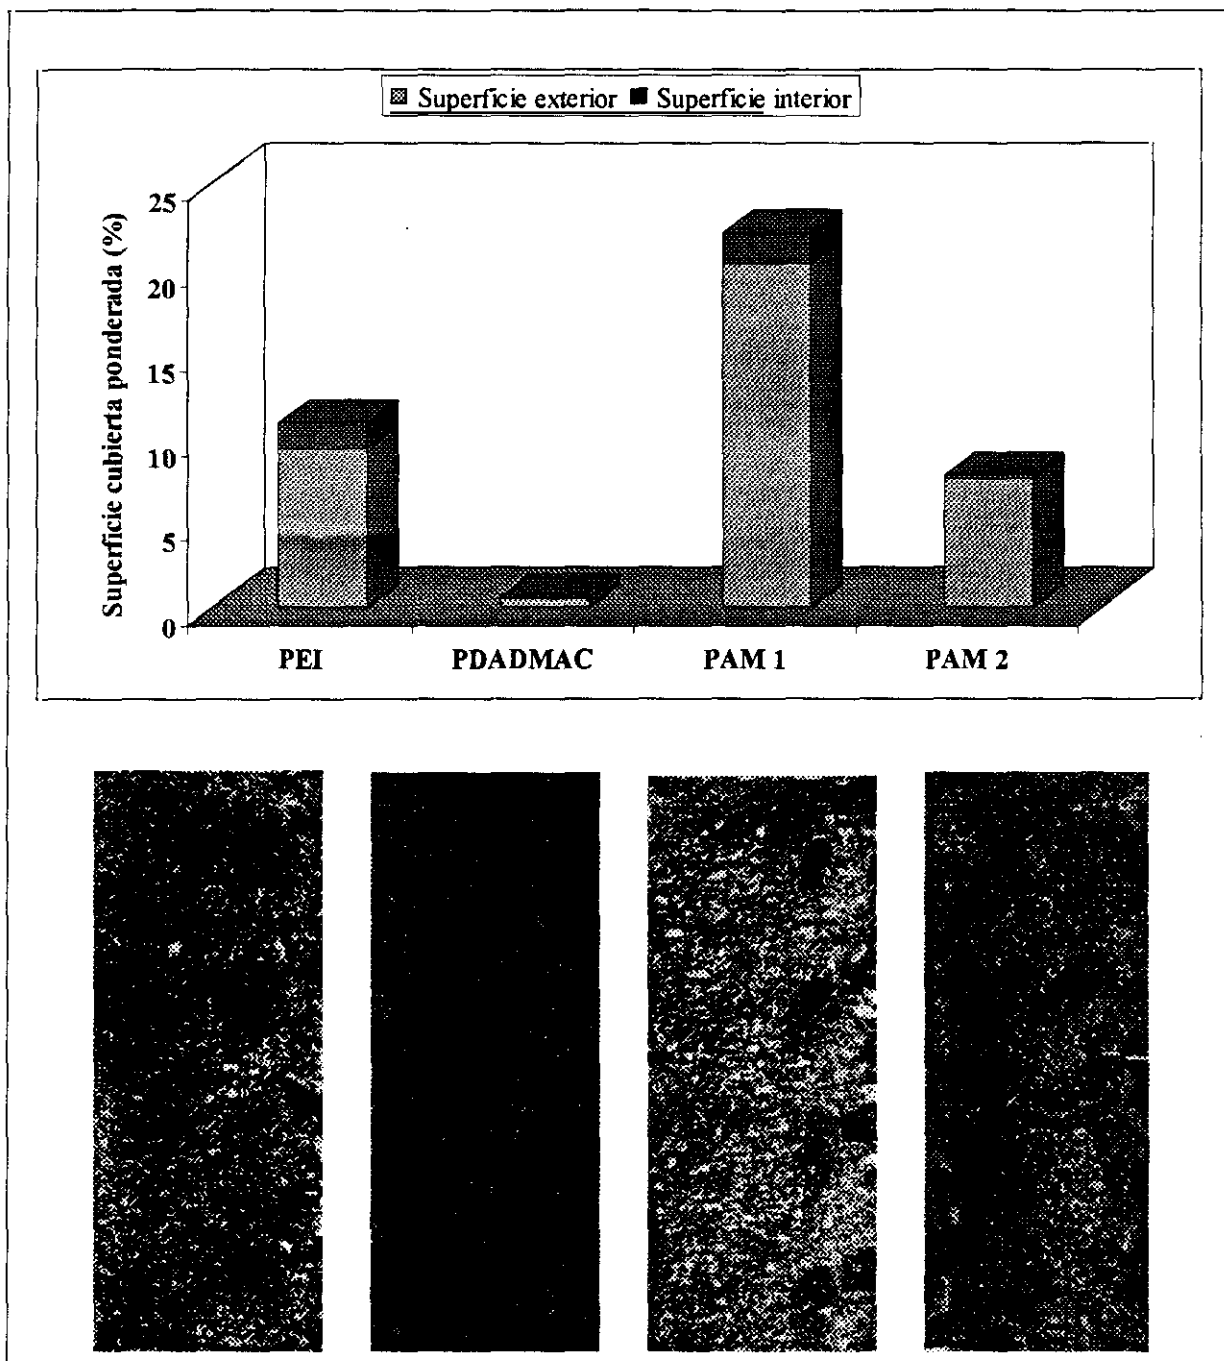 Superficie exterior Superficie interior
Superficie cubierta ponderada (%)
25
20
15
10
5
0
PEI PDADMAC PAM 1 PAM 2